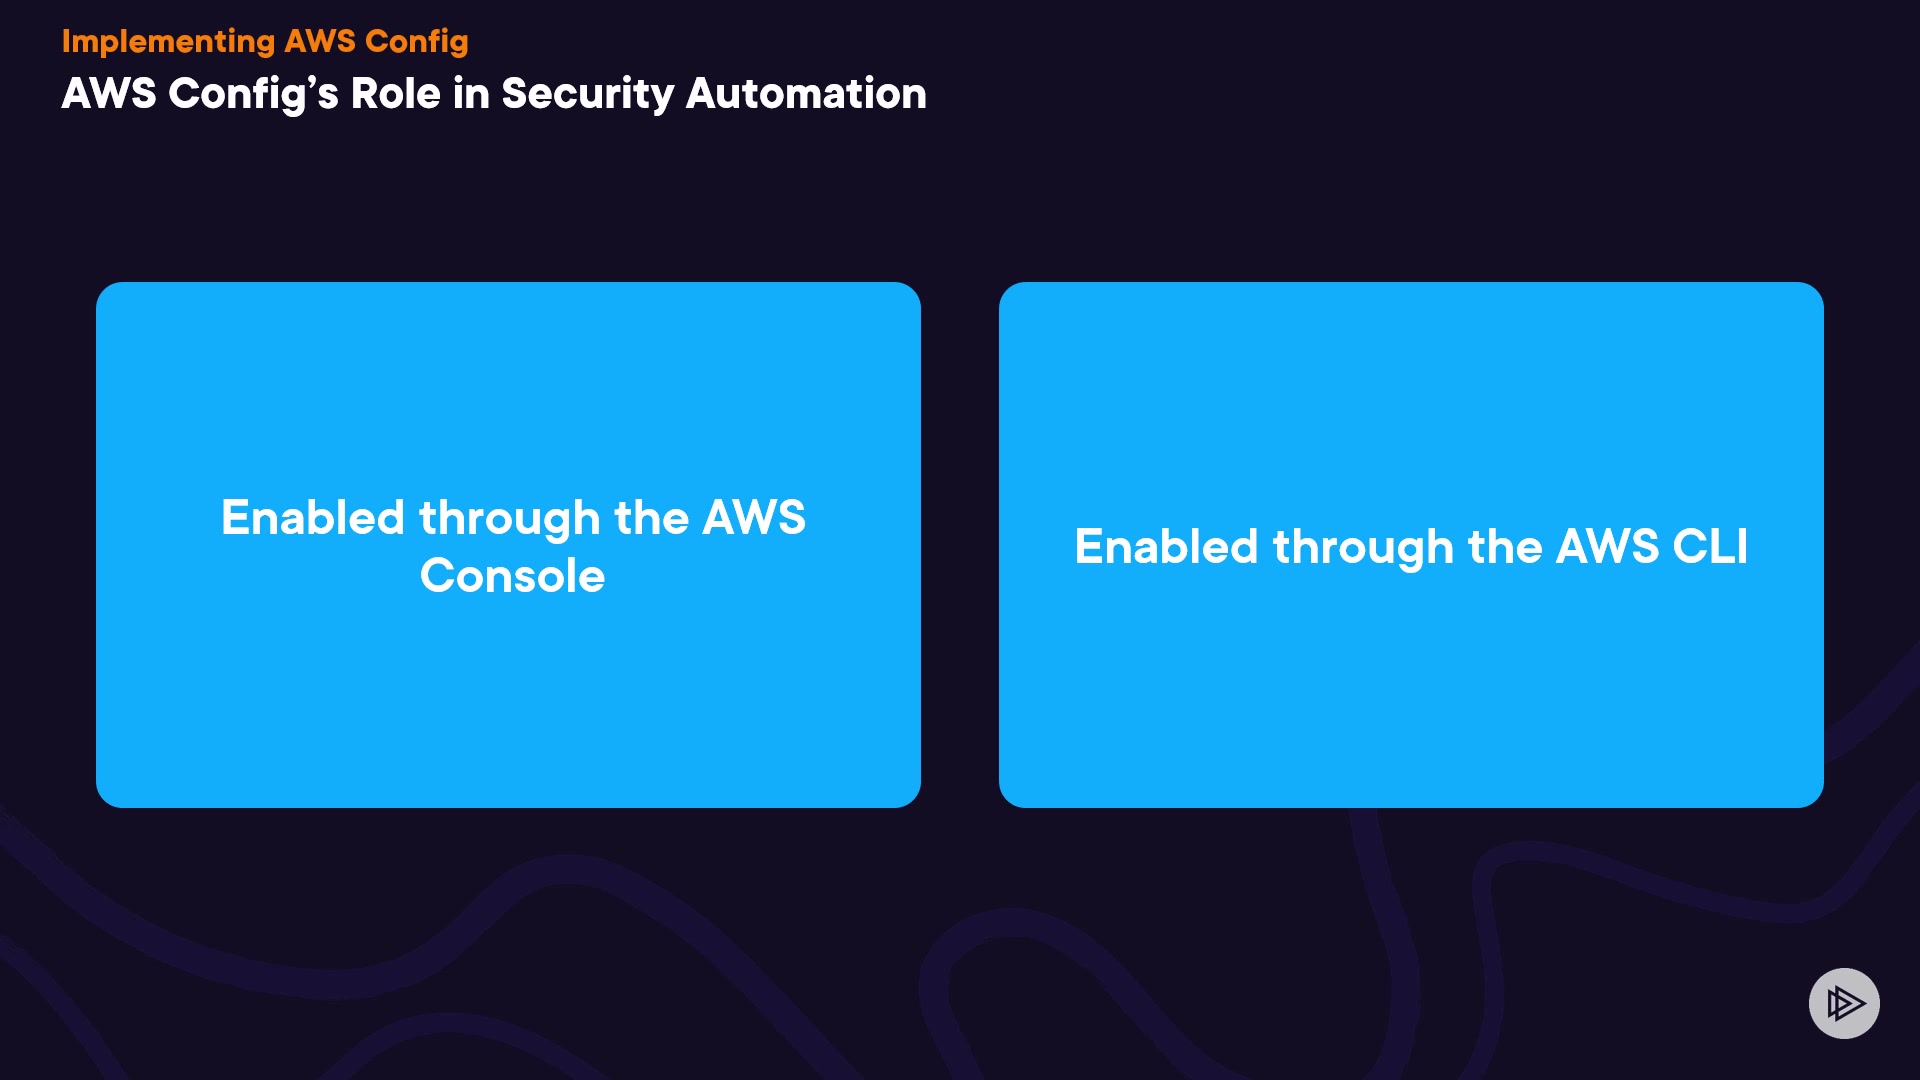 Implementing AWS Config
AWS Config’s Role in Security Automation
Enabled through the AWS
Console
Enabled through the AWS CLI